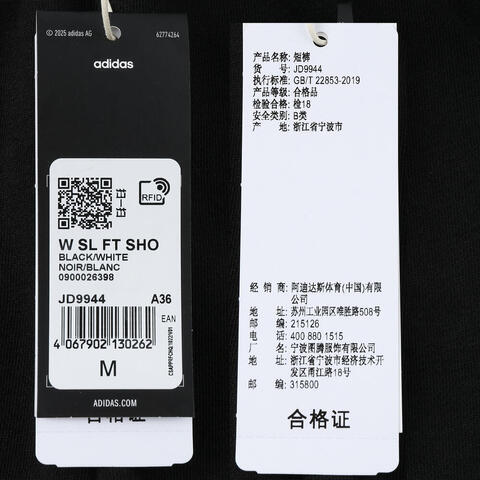 © 2025 adidas AG
62774264
adidas
11-11
RFID
W SL FT SHO
BLACK/WHITE
NOIR/BLANC
0900026398
JD9944 A36
EAN
4 067902 130262
M
ADIDAS.COM
合格证
产品名称: 短裤
货 号: JD9944
执行标准: GB/T 22853-2019
产品等级: 合格品
检验合格: 检18
安全类别: B类
产 地: 浙江省宁波市
经 销 商: 阿迪达斯体育(中国)有限
公司
地 址: 苏州工业园区唯胜路508号
邮 编: 215126
电 话: 400 880 1515
厂 名: 宁波图腾服饰有限公司
地 址: 浙江省宁波市经济技术开
发区甬江路18号
邮 编: 315800
合格证